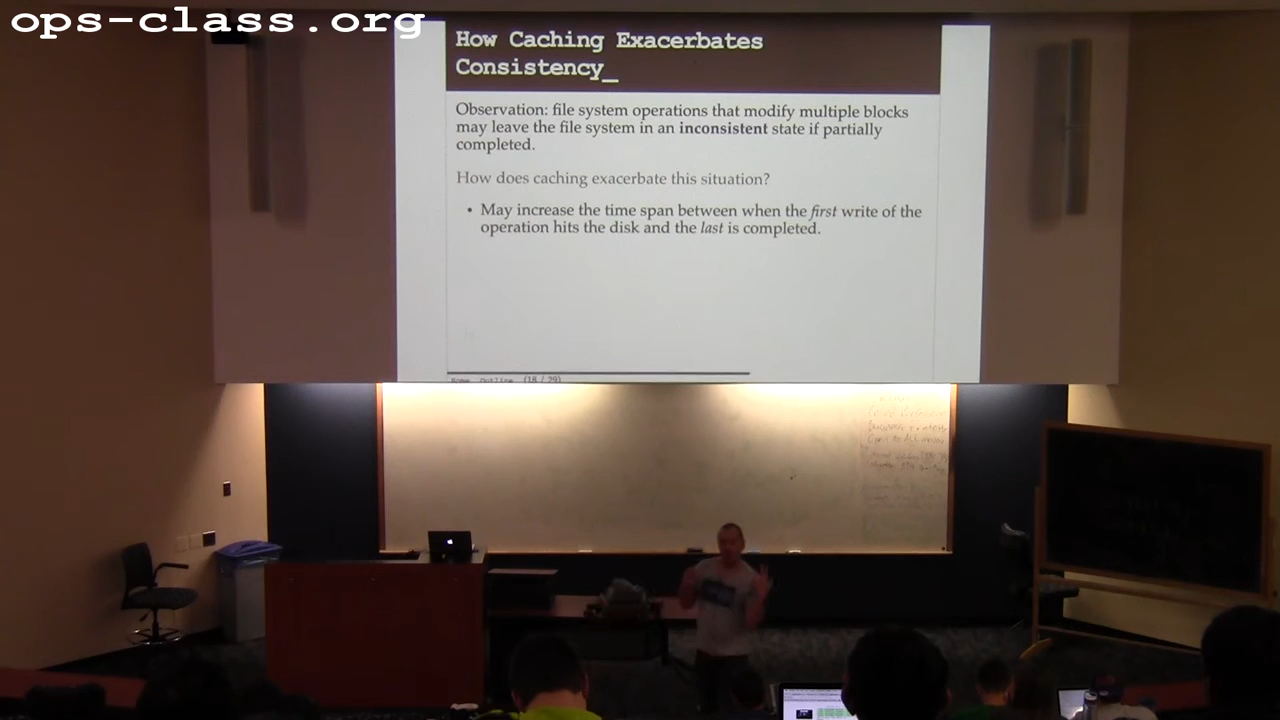 ops-class.org
How Caching Exacerbates
Consistency_
Observation: file system operations that modify multiple blocks
may leave the file system in an inconsistent state if partially
completed.
How does caching exacerbate this situation?
• May increase the time span between when the first write of the
operation hits the disk and the last is completed.
(18 / 29)